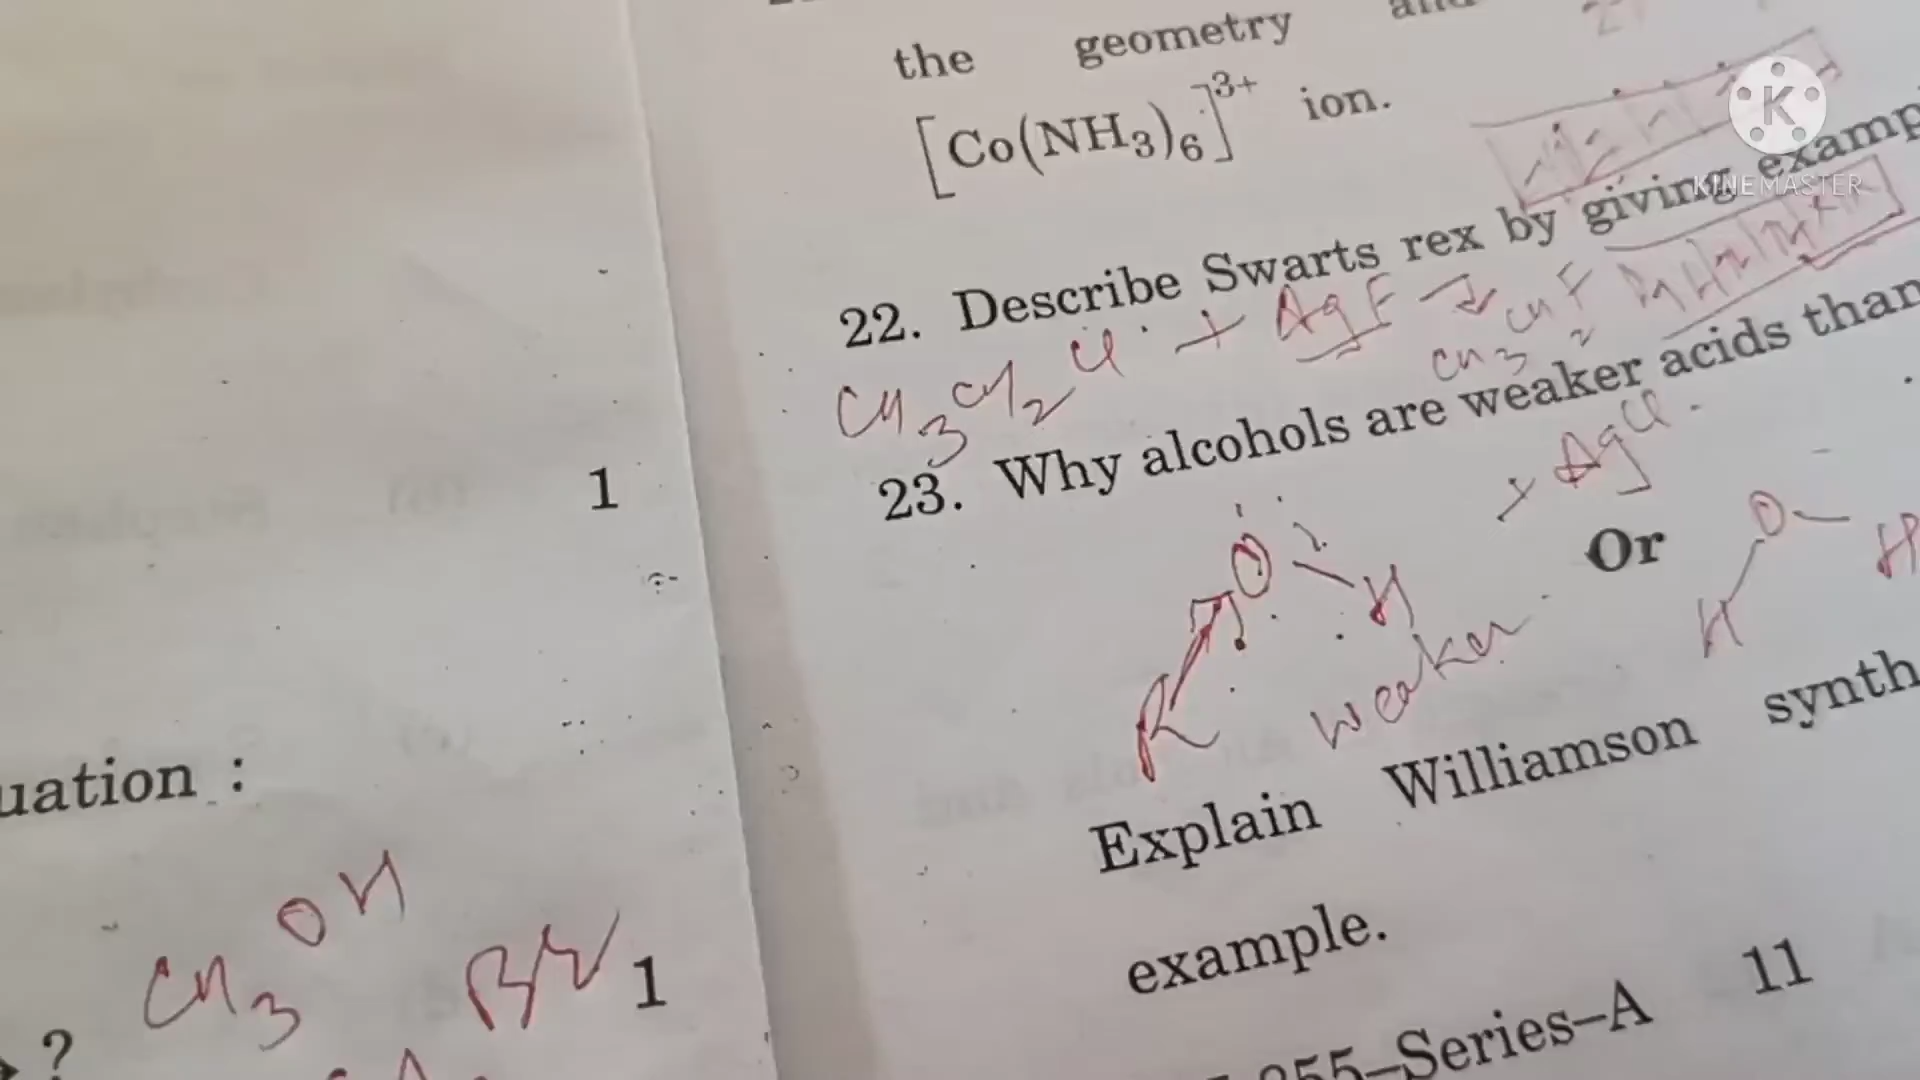 the geometry
[Co(NH3)6]3+ ion.
K
KINEMASTER
22. Describe Swarts rex by giving examp
CH3CH2Cl + AgF → CH3CH2F
+ AgCl.
23. Why alcohols are weaker acids than
R O H
weaker
Or
H O H
Explain Williamson synth
example.
355–Series–A 11
1
uation :
CH3OH Br 1
?